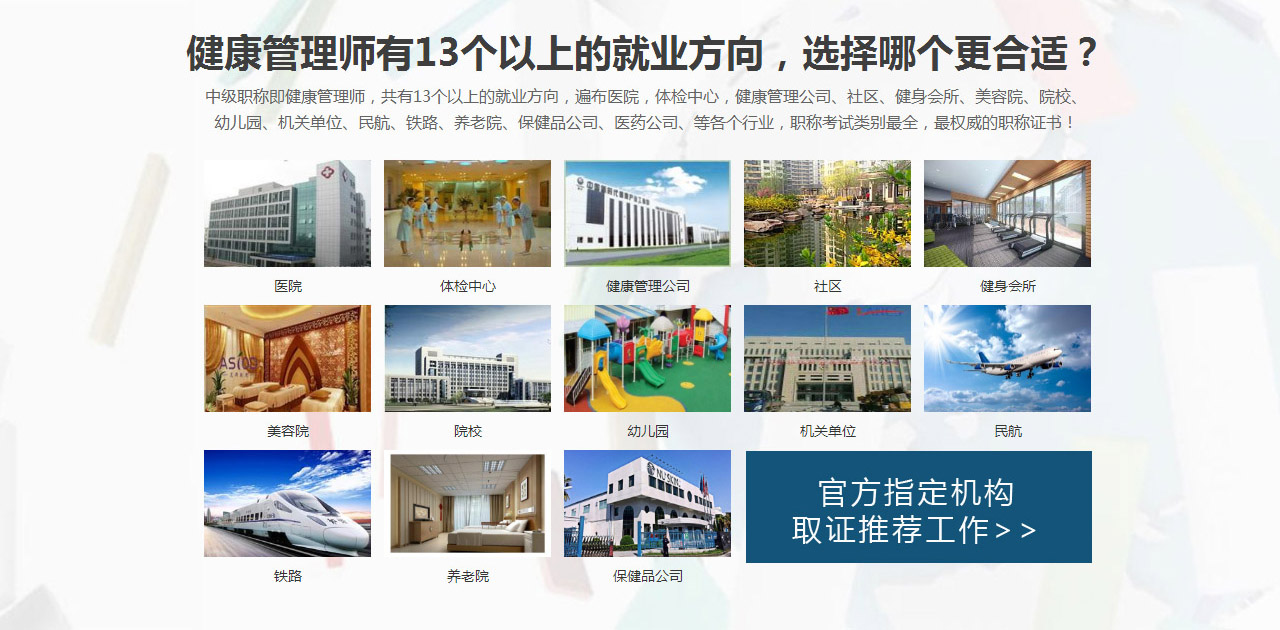 健康管理师有13个以上的就业方向，选择哪个更合适？
中级职称即健康管理师，共有13个以上的就业方向，遍布医院，体检中心，健康管理公司、社区、健身会所、美容院、院校、
幼儿园、机关单位、民航、铁路、养老院、保健品公司、医药公司、等各个行业，职称考试类别最全，最权威的职称证书！
医院
体检中心
健康管理公司
社区
健身会所
美容院
院校
幼儿园
机关单位
民航
铁路
养老院
保健品公司
官方指定机构
取证推荐工作>>